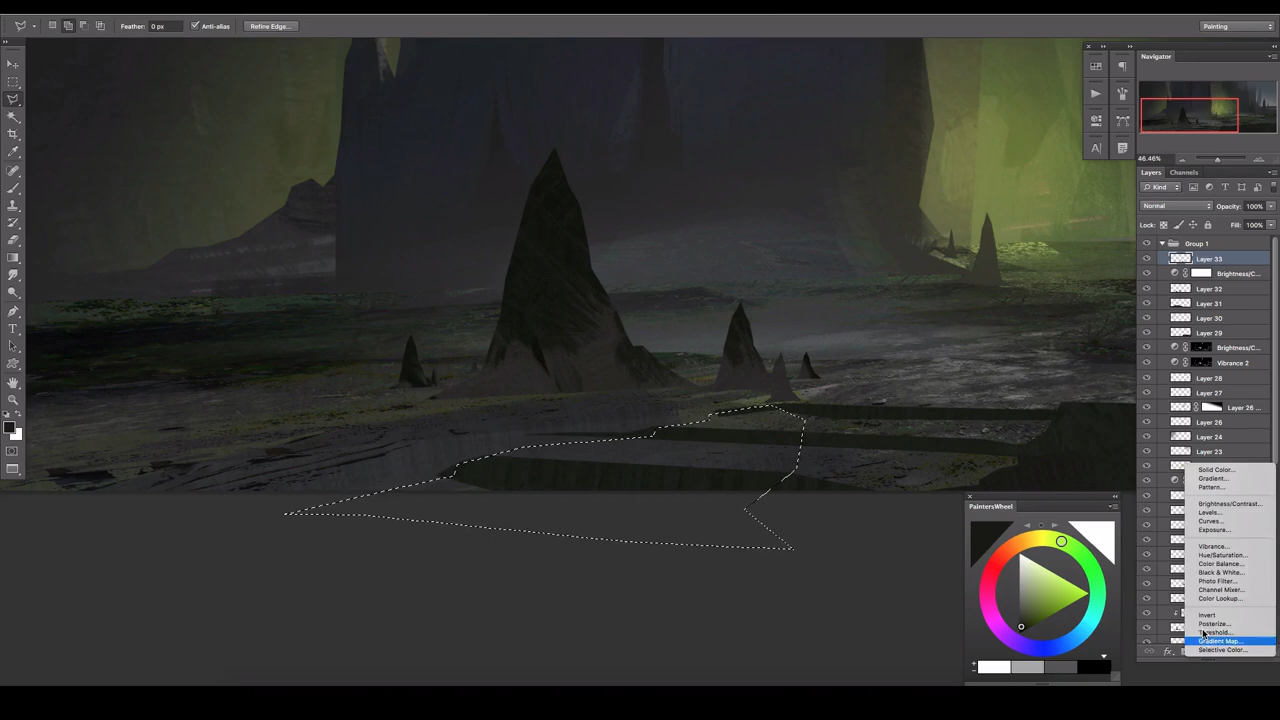 Feather: 0 px Anti-alias Refine Edge... Painting
Navigator
46.46%
Layers Channels
Kind
Normal Opacity: 100%
Lock: Fill: 100%
Group 1
Layer 33
Brightness/C...
Layer 32
Layer 31
Layer 30
Layer 29
Brightness/C...
Vibrance 2
Layer 28
Layer 27
Layer 26 ...
Layer 26
Layer 24
Layer 23
Solid Color...
Gradient...
Pattern...
Brightness/Contrast...
Levels...
Curves...
Exposure...
Vibrance...
Hue/Saturation...
Color Balance...
Black & White...
Photo Filter...
Channel Mixer...
Color Lookup...
Invert
Posterize...
Threshold...
Gradient Map...
Selective Color...
fx
PaintersWheel